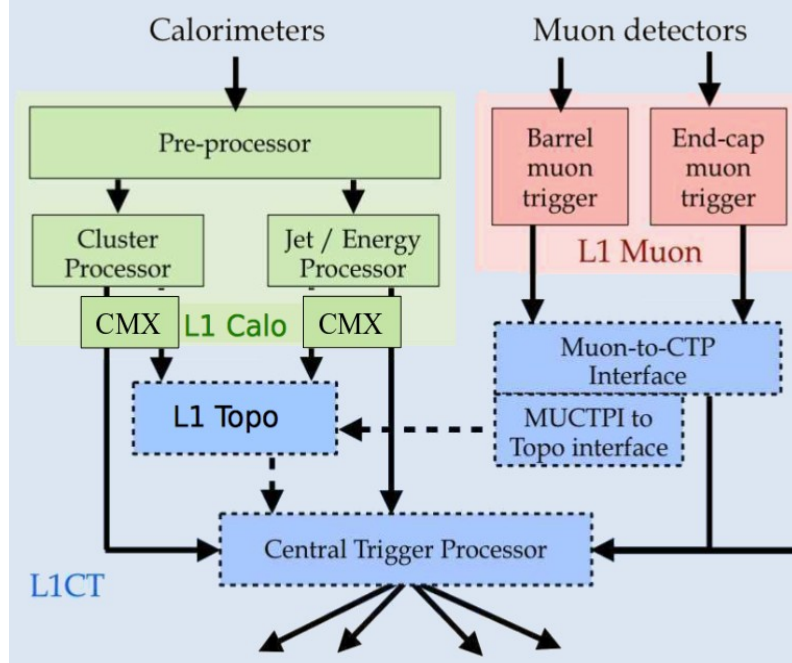 Calorimeters
Muon detectors
Pre-processor
Barrel
muon
trigger
End-cap
muon
trigger
Cluster
Processor
Jet / Energy
Processor
L1 Muon
CMX
L1 Calo
CMX
Muon-to-CTP
Interface
L1 Topo
MUCTPI to
Topo interface
Central Trigger Processor
L1CT